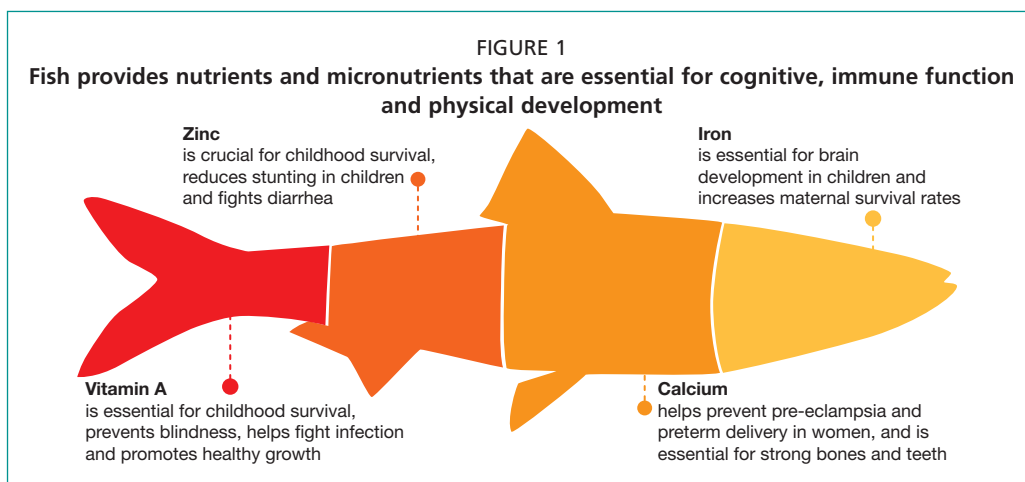 FIGURE 1
Fish provides nutrients and micronutrients that are essential for cognitive, immune function
and physical development
Zinc
is crucial for childhood survival,
reduces stunting in children
and fights diarrhea
Iron
is essential for brain
development in children and
increases maternal survival rates
Vitamin A
is essential for childhood survival,
prevents blindness, helps fight infection
and promotes healthy growth
Calcium
helps prevent pre-eclampsia and
preterm delivery in women, and is
essential for strong bones and teeth